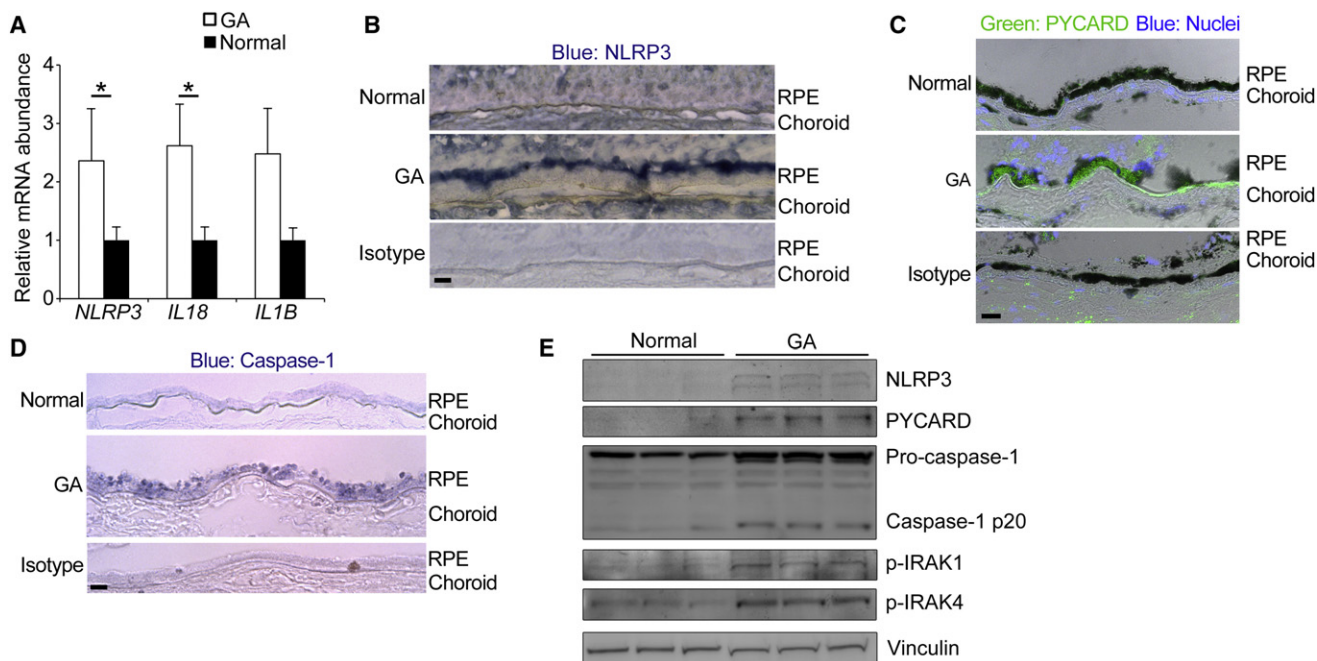 A
GA
Normal
Relative mRNA abundance
4
3
2
1
0
*
*
NLRP3
IL18
IL1B
B
Blue: NLRP3
Normal
RPE
Choroid
GA
RPE
Choroid
Isotype
RPE
Choroid
C
Green: PYCARD Blue: Nuclei
Normal
RPE
Choroid
GA
RPE
Choroid
Isotype
RPE
Choroid
D
Blue: Caspase-1
Normal
RPE
Choroid
GA
RPE
Choroid
Isotype
RPE
Choroid
E
Normal
GA
NLRP3
PYCARD
Pro-caspase-1
Caspase-1 p20
p-IRAK1
p-IRAK4
Vinculin